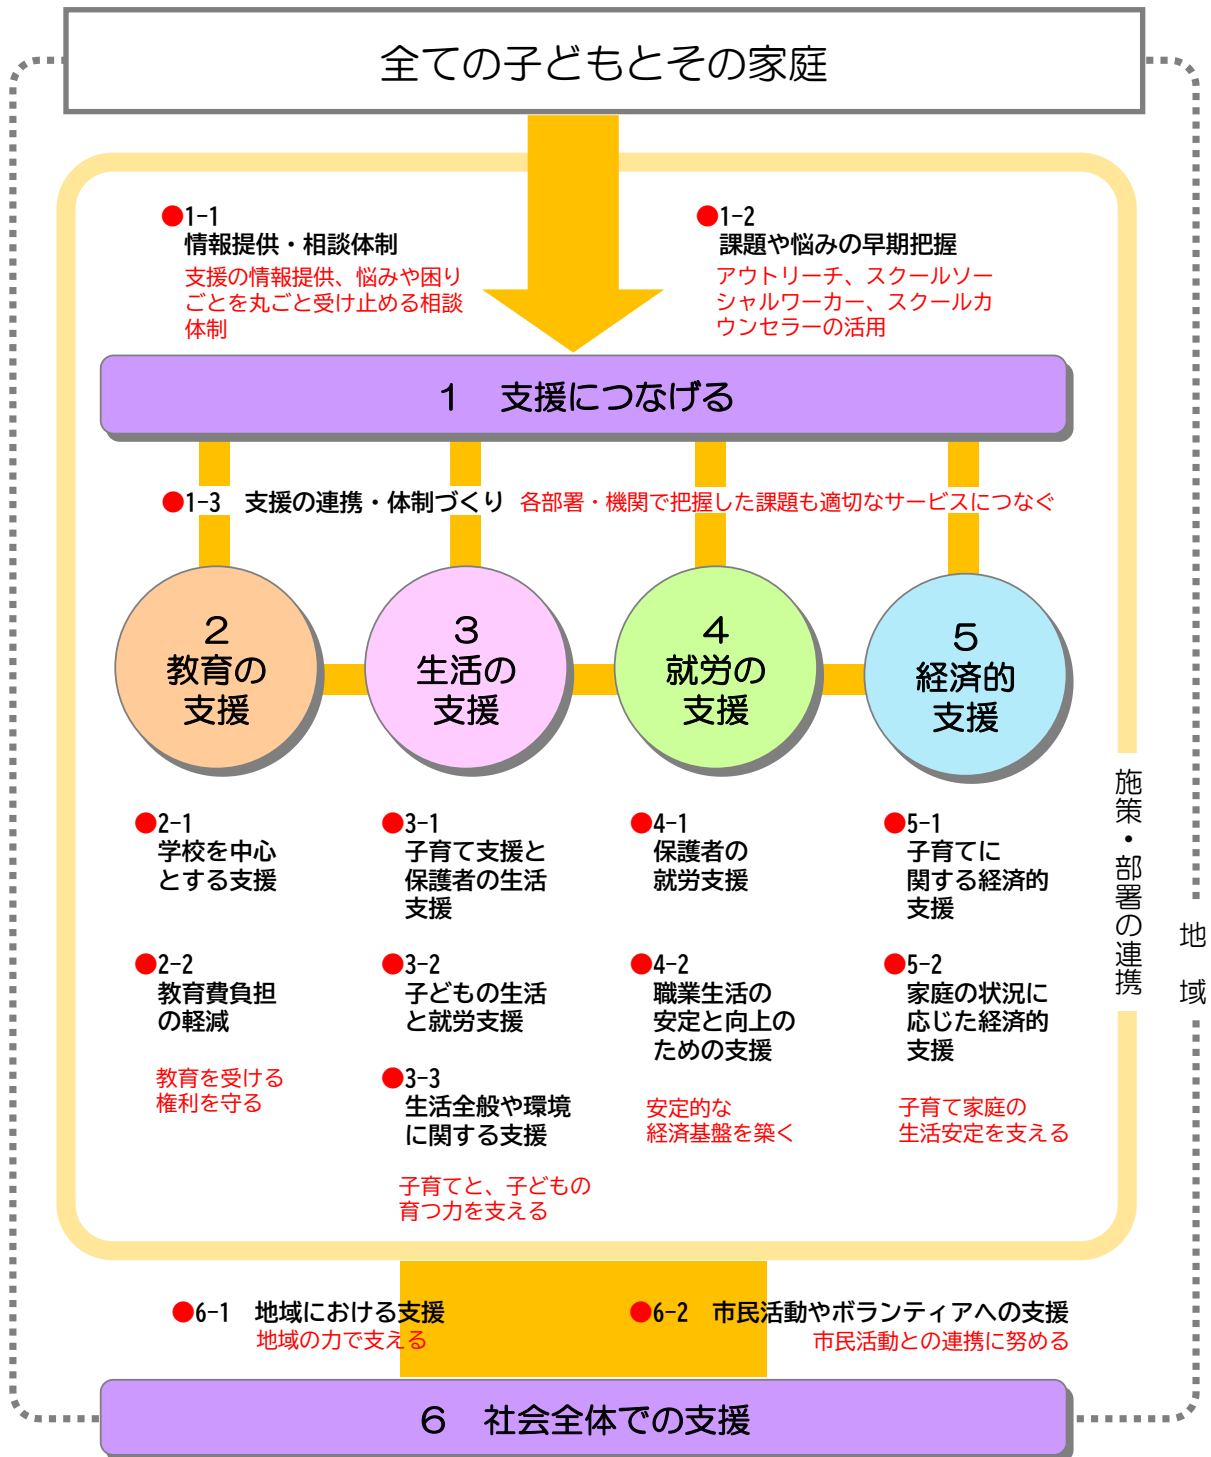 全ての子どもとその家庭
●1-1
情報提供・相談体制
支援の情報提供、悩みや困り
ごとを丸ごと受け止める相談
体制
●1-2
課題や悩みの早期把握
アウトリーチ、スクールソー
シャルワーカー、スクールカ
ウンセラーの活用
1　支援につなげる
●1-3　支援の連携・体制づくり　各部署・機関で把握した課題も適切なサービスにつなぐ
2
教育の
支援
3
生活の
支援
4
就労の
支援
5
経済的
支援
●2-1
学校を中心
とする支援
●2-2
教育費負担
の軽減
教育を受ける
権利を守る
●3-1
子育て支援と
保護者の生活
支援
●3-2
子どもの生活
と就労支援
●3-3
生活全般や環境
に関する支援
子育てと、子どもの
育つ力を支える
●4-1
保護者の
就労支援
●4-2
職業生活の
安定と向上の
ための支援
安定的な
経済基盤を築く
●5-1
子育てに
関する経済的
支援
●5-2
家庭の状況に
応じた経済的
支援
子育て家庭の
生活安定を支える
施策・部署の連携
地　域
●6-1　地域における支援
地域の力で支える
●6-2　市民活動やボランティアへの支援
市民活動との連携に努める
6　社会全体での支援